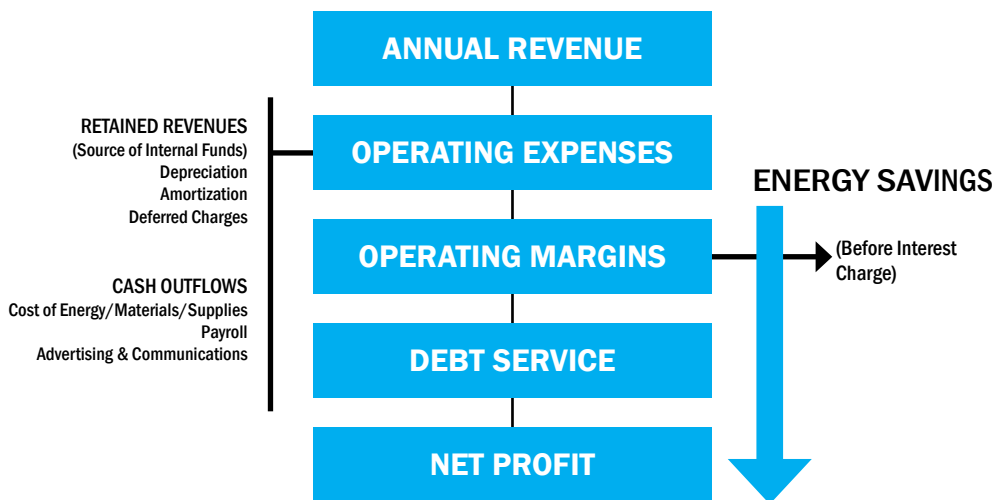 ANNUAL REVENUE
RETAINED REVENUES
(Source of Internal Funds)
Depreciation
Amortization
Deferred Charges
OPERATING EXPENSES
ENERGY SAVINGS
OPERATING MARGINS
(Before Interest
Charge)
CASH OUTFLOWS
Cost of Energy/Materials/Supplies
Payroll
Advertising & Communications
DEBT SERVICE
NET PROFIT